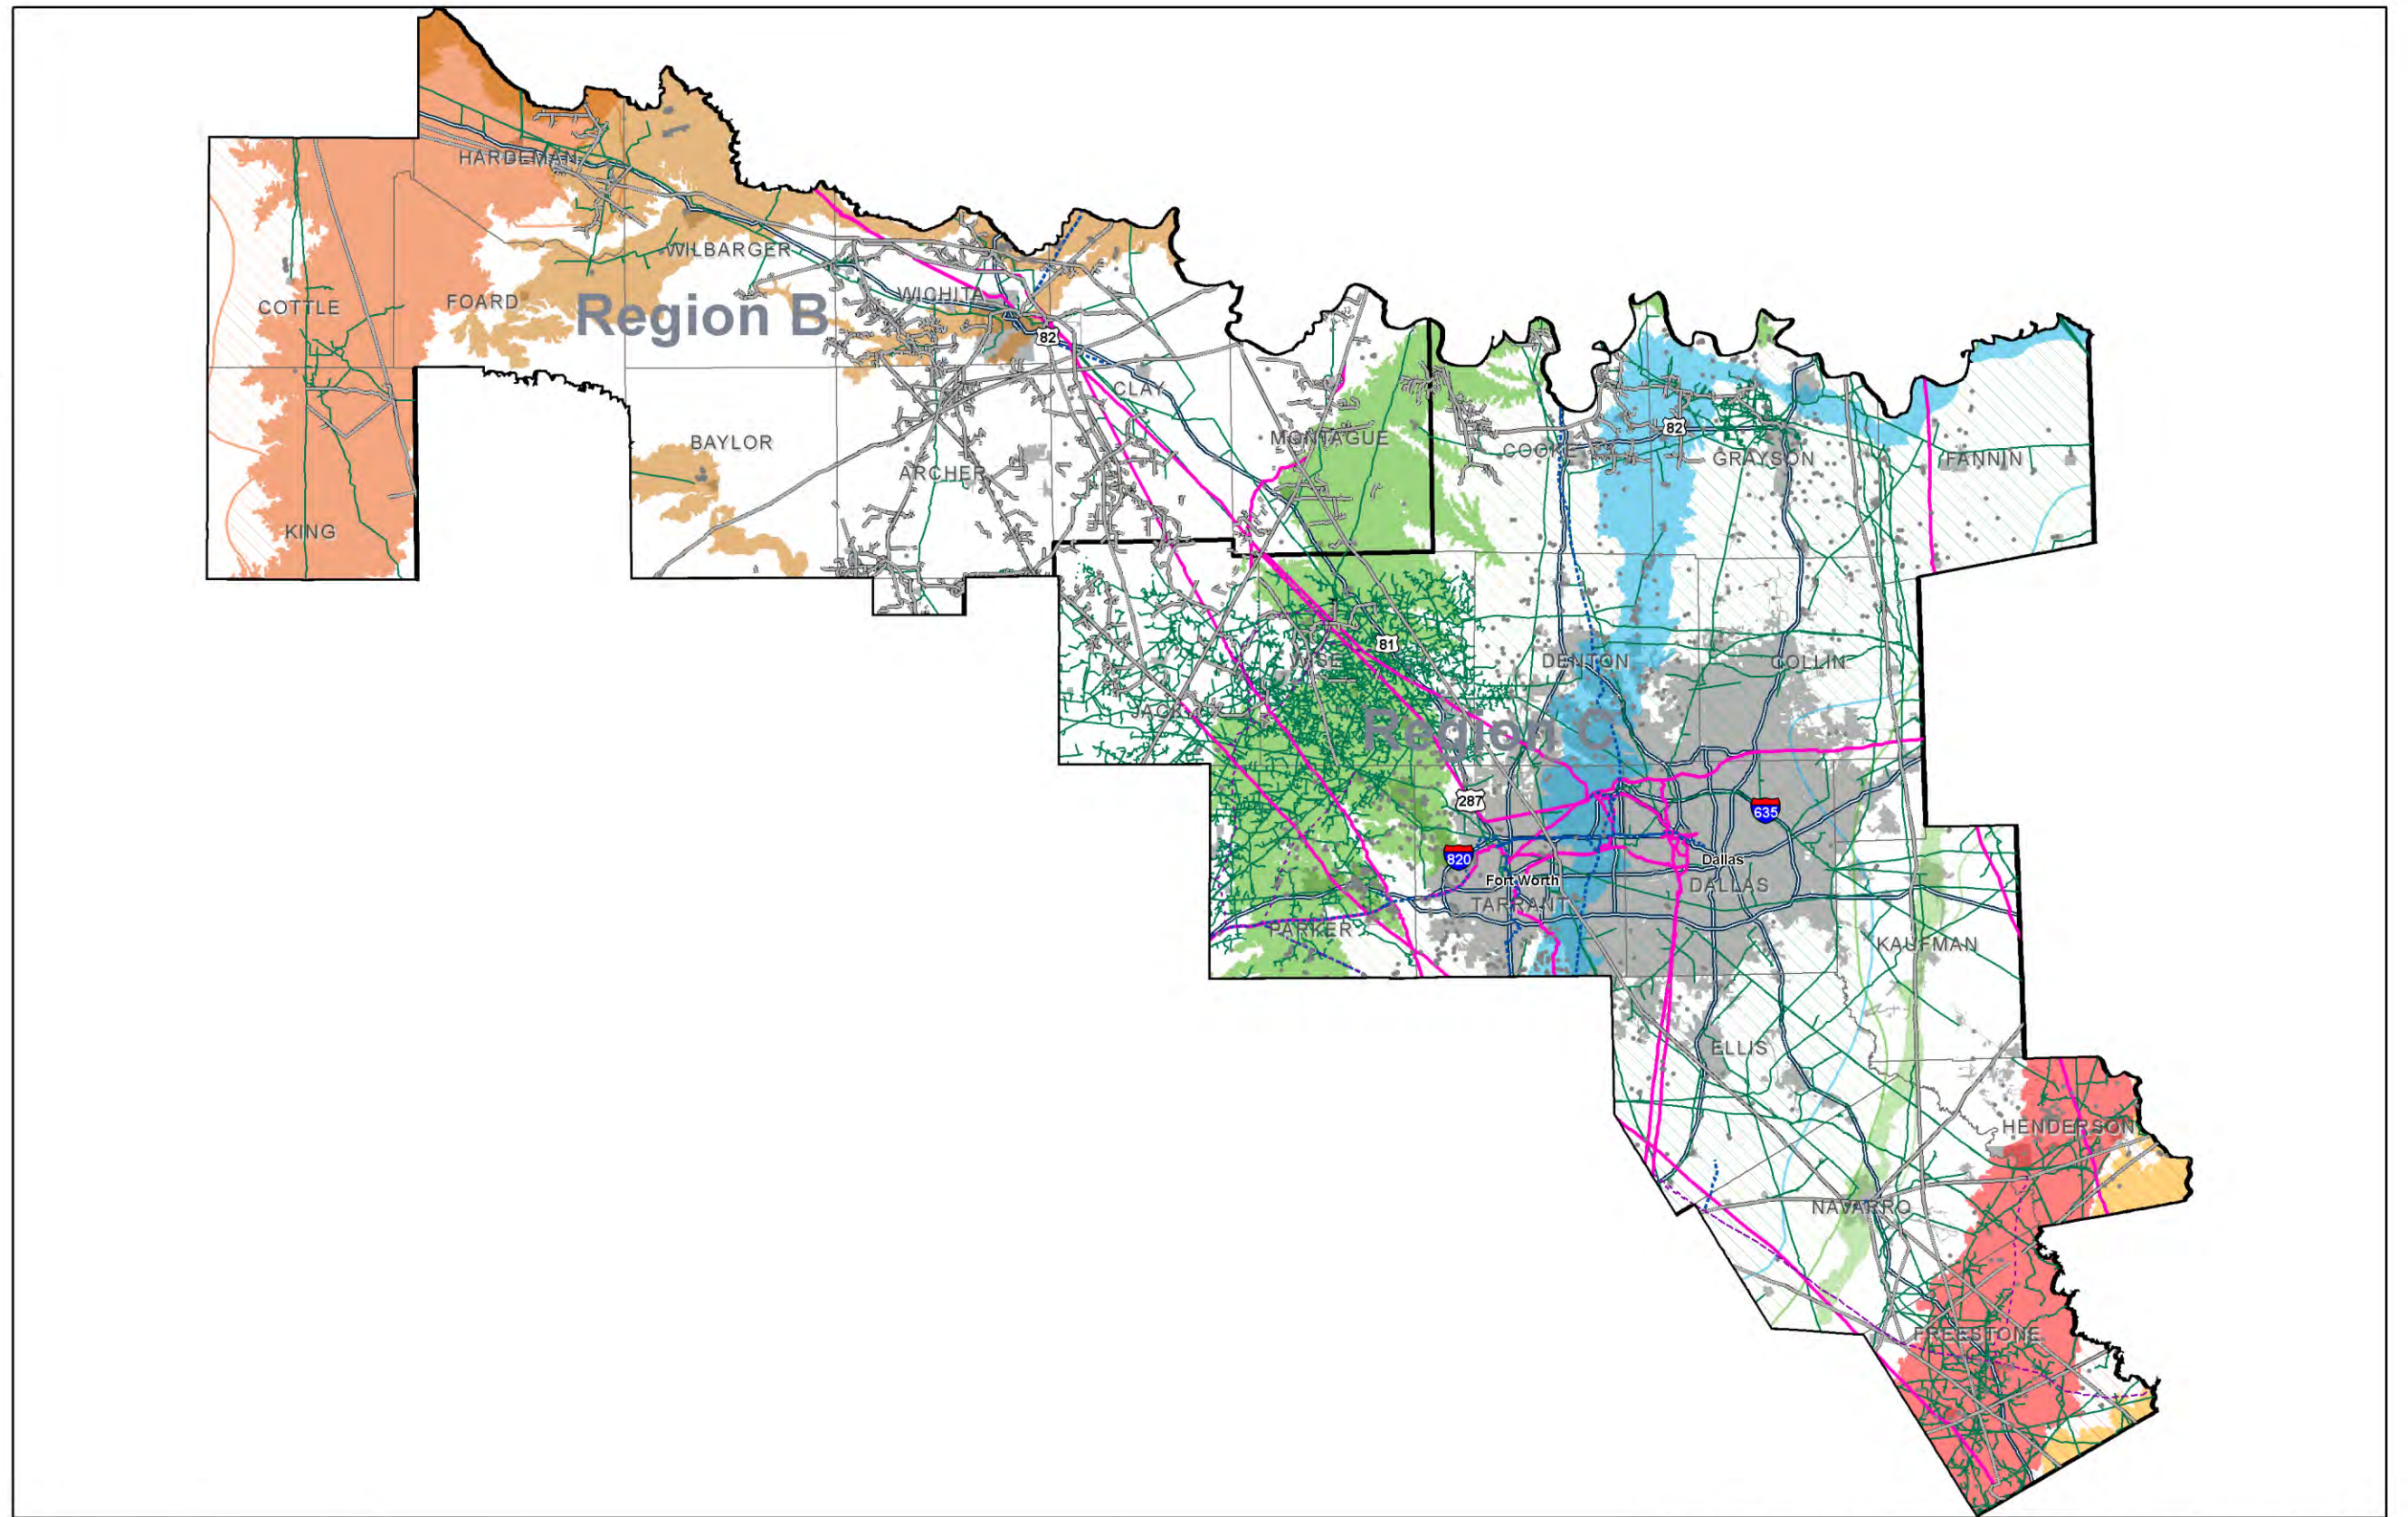 HARDEMAN
WILBARGER
Region B
COTTLE
FOARD
WICHITA
82
CLAY
BAYLOR
ARCHER
KING
MONTAGUE
COOKE
82
GRAYSON
FANNIN
81
WISE
DENTON
COLLIN
JACK
Region C
287
635
820
Dallas
Fort Worth
DALLAS
TARRANT
PARKER
KAUFMAN
ELLIS
HENDERSON
NAVARRO
FREESTONE